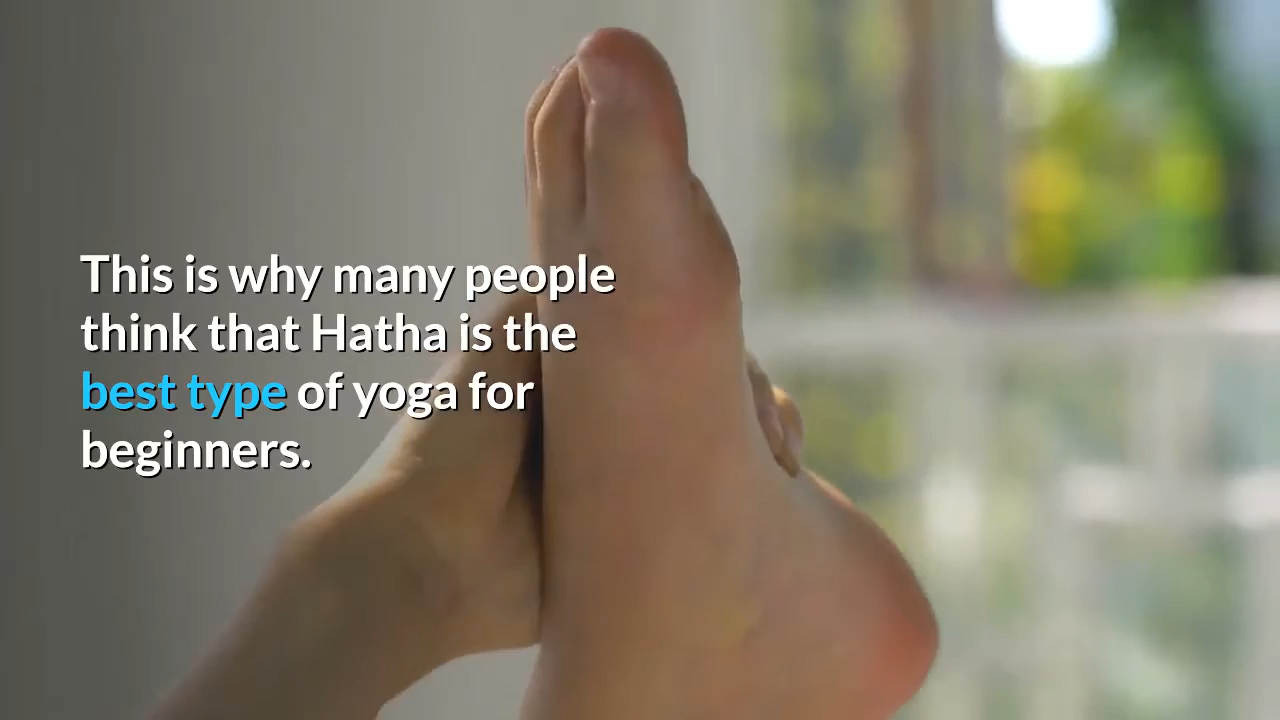 This is why many people
think that Hatha is the
best type of yoga for
beginners.